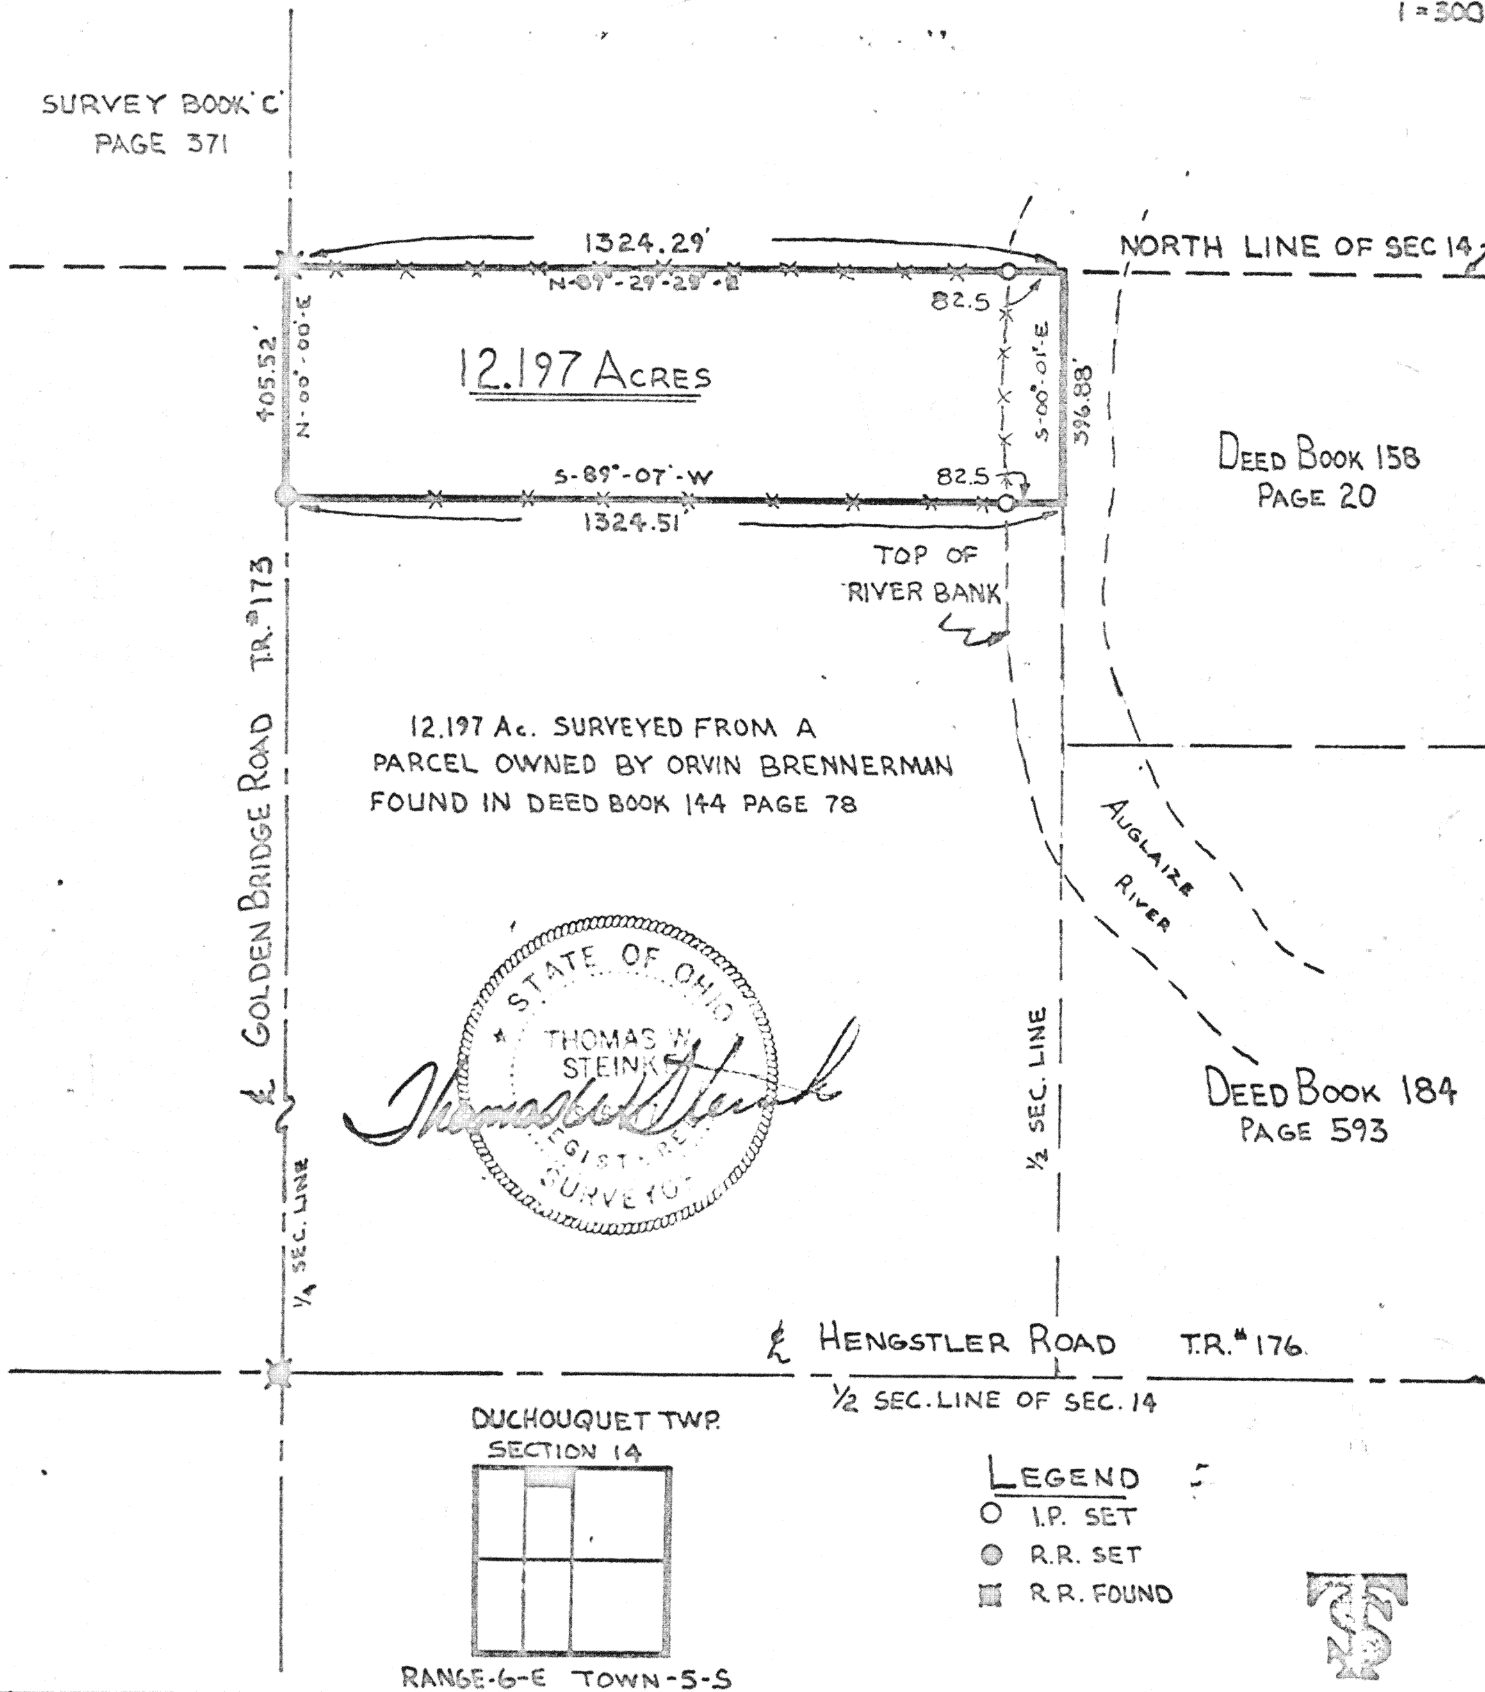 1=300
SURVEY BOOK 'C'
PAGE 371
1324.29'
NORTH LINE OF SEC 14
N-89°-29'-29"-E
82.5
405.52'
N-00°-00'-E
12.197 ACRES
S-00°-01'-E
396.88'
DEED BOOK 158
PAGE 20
S-89°-07'-W
82.5
1324.51'
TOP OF
RIVER BANK
GOLDEN BRIDGE ROAD T.R.#173
12.197 Ac. SURVEYED FROM A
PARCEL OWNED BY ORVIN BRENNERMAN
FOUND IN DEED BOOK 144 PAGE 78
AUGLAIZE
RIVER
STATE OF OHIO
THOMAS W.
STEINK
REGISTERED
SURVEYOR
Thomas W Steinke
1/2 SEC. LINE
DEED BOOK 184
PAGE 593
1/4 SEC. LINE
℄ HENGSTLER ROAD T.R.#176
1/2 SEC. LINE OF SEC. 14
DUCHOUQUET TWP.
SECTION 14
RANGE-6-E TOWN-5-S
LEGEND
I.P. SET
R.R. SET
R.R. FOUND